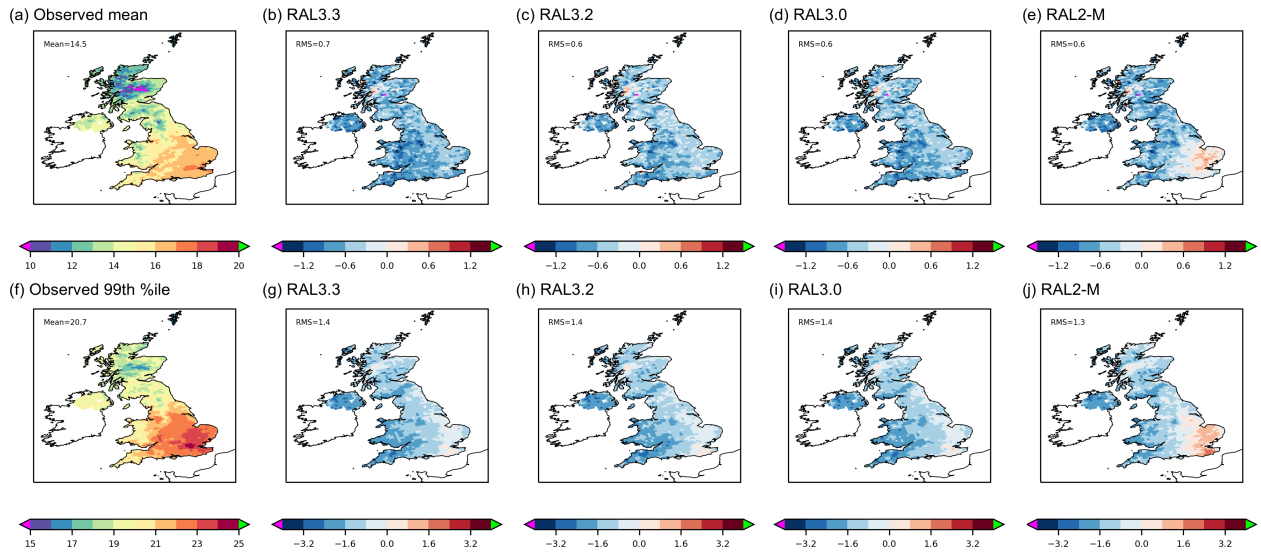 (a) Observed mean (b) RAL3.3 (c) RAL3.2 (d) RAL3.0 (e) RAL2-M
Mean=14.5 RMS=0.7 RMS=0.6 RMS=0.6 RMS=0.6
10 12 14 16 18 20 −1.2 −0.6 0.0 0.6 1.2 −1.2 −0.6 0.0 0.6 1.2 −1.2 −0.6 0.0 0.6 1.2 −1.2 −0.6 0.0 0.6 1.2
(f) Observed 99th %ile (g) RAL3.3 (h) RAL3.2 (i) RAL3.0 (j) RAL2-M
Mean=20.7 RMS=1.4 RMS=1.4 RMS=1.4 RMS=1.3
15 17 19 21 23 25 −3.2 −1.6 0.0 1.6 3.2 −3.2 −1.6 0.0 1.6 3.2 −3.2 −1.6 0.0 1.6 3.2 −3.2 −1.6 0.0 1.6 3.2